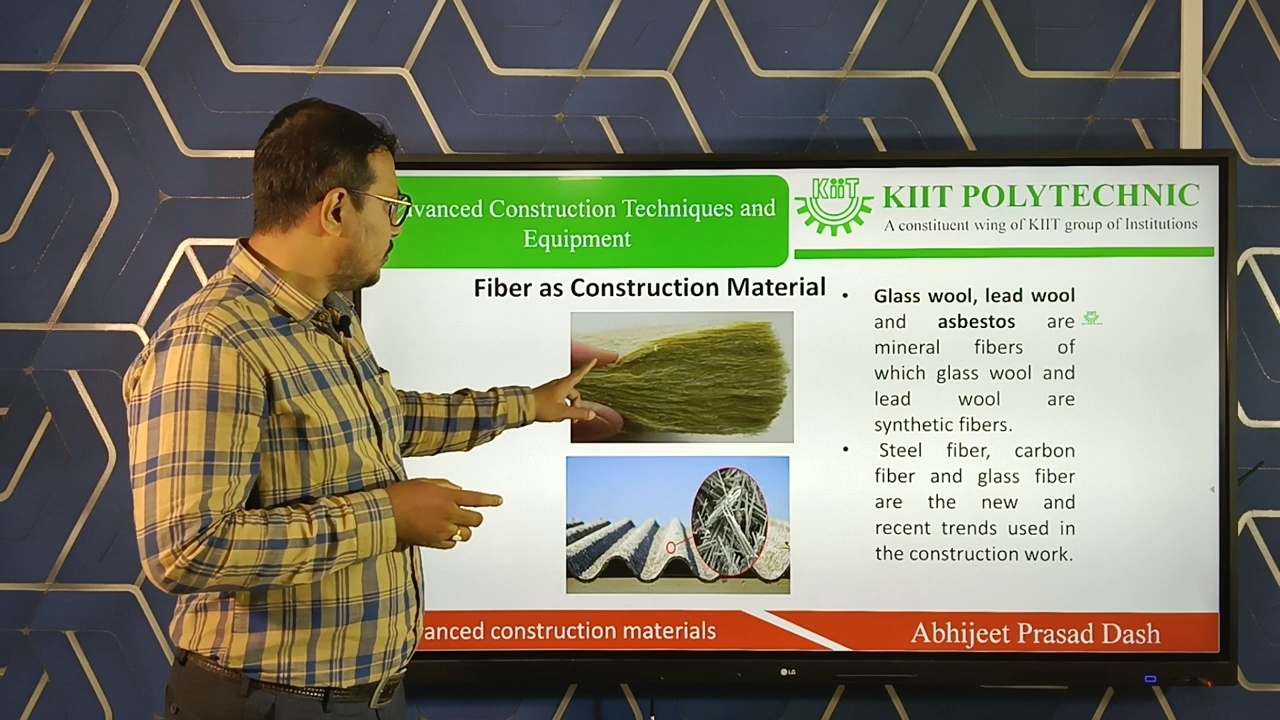 vanced Construction Techniques and
Equipment
KiiT
KIIT POLYTECHNIC
A constituent wing of KIIT group of Institutions
Fiber as Construction Material
• Glass wool, lead wool
and asbestos are
mineral fibers of
which glass wool and
lead wool are
synthetic fibers.
• Steel fiber, carbon
fiber and glass fiber
are the new and
recent trends used in
the construction work.
anced construction materials
Abhijeet Prasad Dash
LG